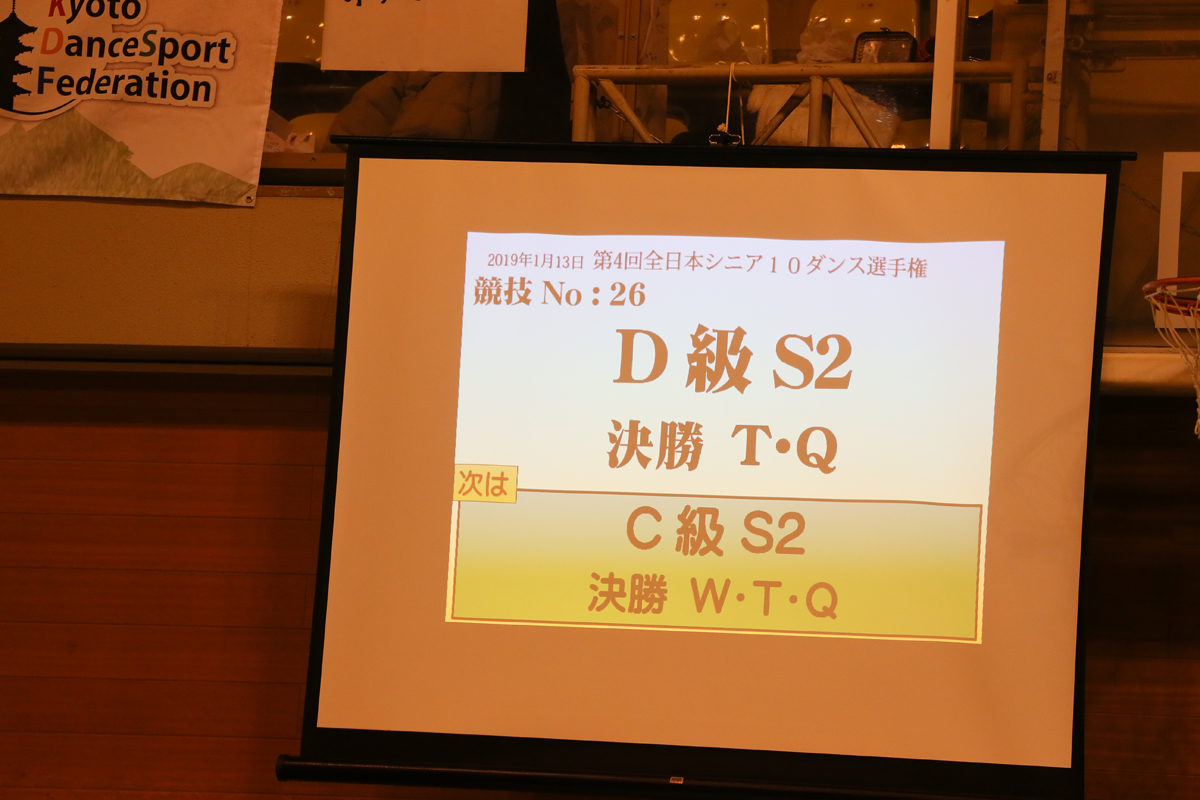 Kyoto
DanceSport
Federation
2019年1月13日 第4回全日本シニア１０ダンス選手権
競技 No : 26
D 級 S2
決勝 T・Q
次は
C 級 S2
決勝 W・T・Q